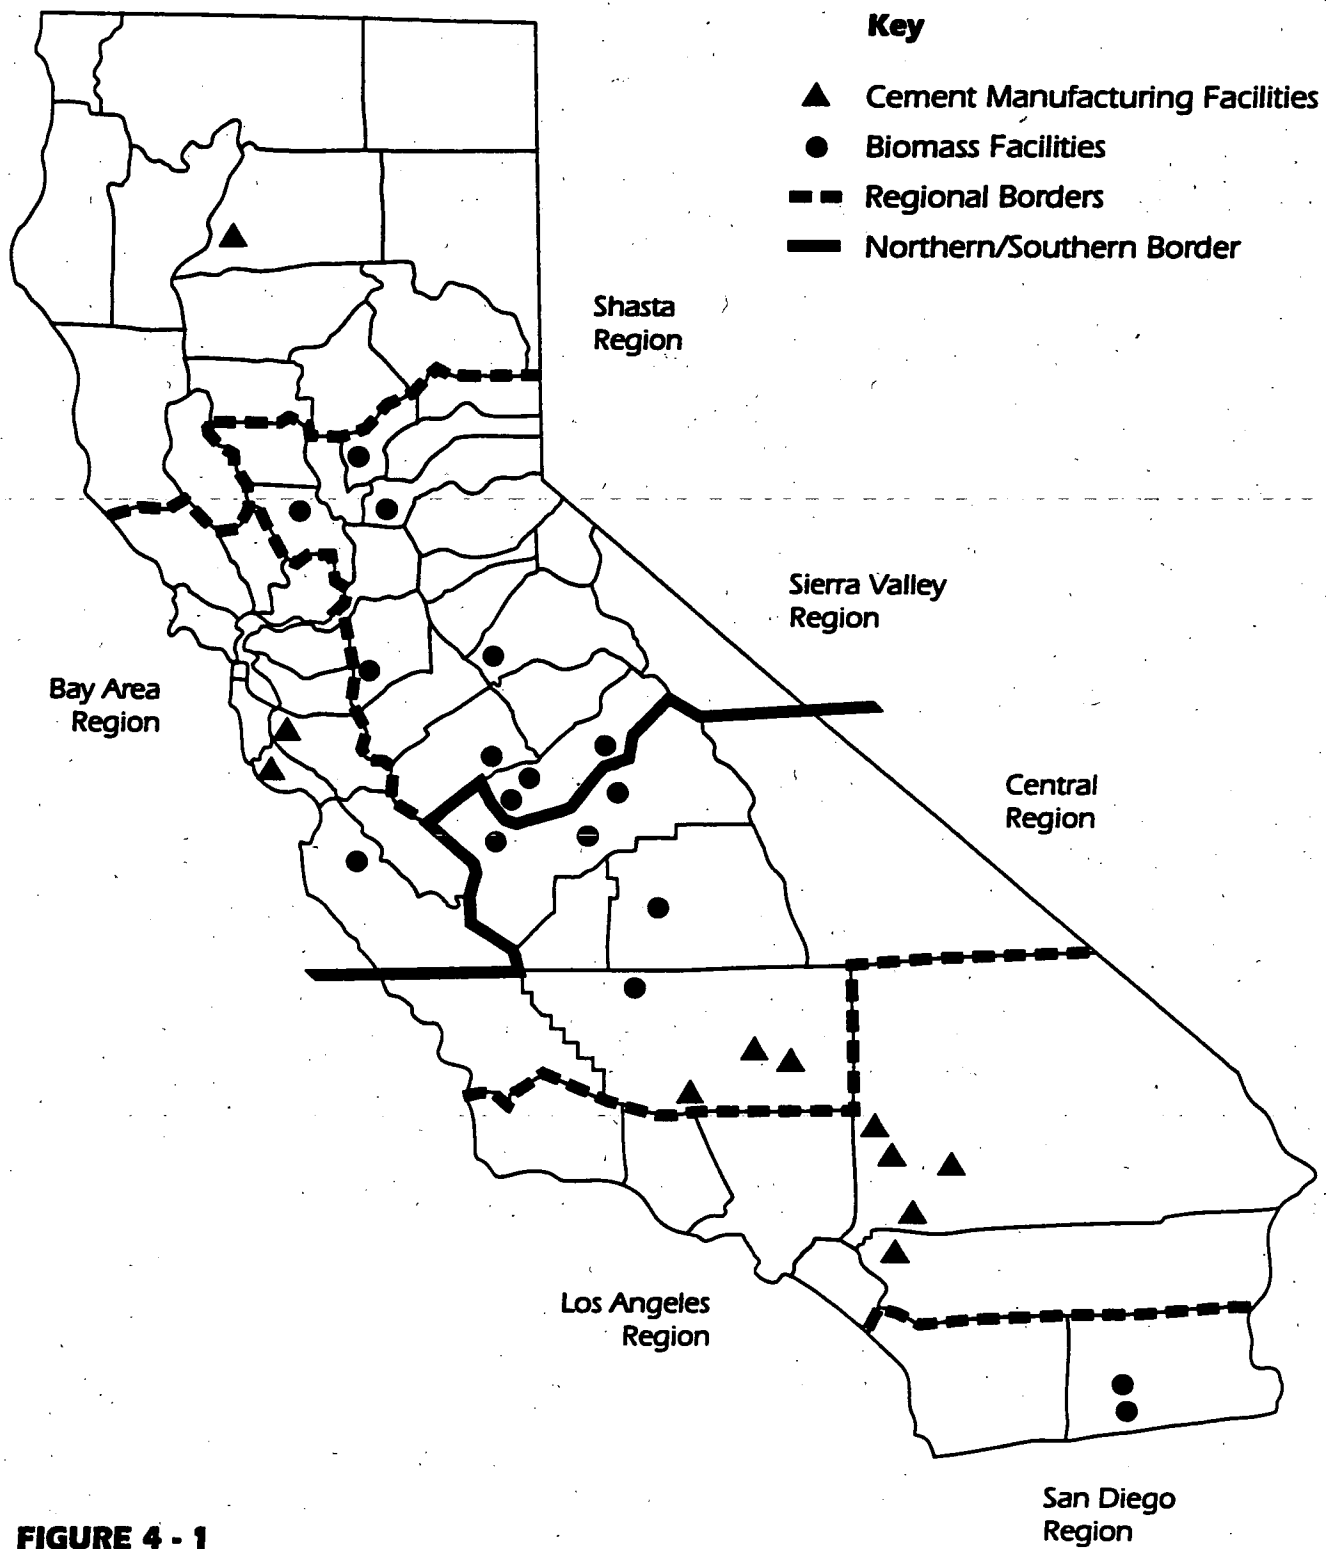 Key
Cement Manufacturing Facilities
Biomass Facilities
Regional Borders
Northern/Southern Border
Shasta
Region
Sierra Valley
Region
Bay Area
Region
Central
Region
Los Angeles
Region
San Diego
Region
FIGURE 4 - 1